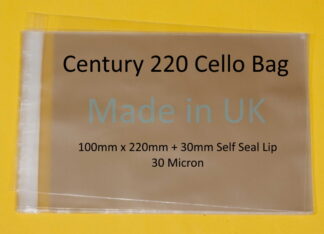 Century 220 Cello Bag
Made in UK
100mm x 220mm + 30mm Self Seal Lip
30 Micron